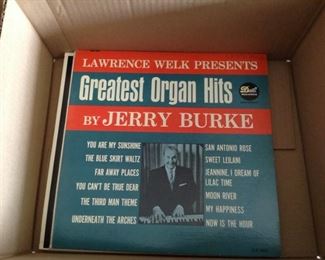 LAWRENCE WELK PRESENTS
Greatest Organ Hits
Dot
BY JERRY BURKE
YOU ARE MY SUNSHINE
THE BLUE SKIRT WALTZ
FAR AWAY PLACES
YOU CAN'T BE TRUE DEAR
THE THIRD MAN THEME
UNDERNEATH THE ARCHES
SAN ANTONIO ROSE
SWEET LEILANI
JEANNINE, I DREAM OF
LILAC TIME
MOON RIVER
MY HAPPINESS
NOW IS THE HOUR